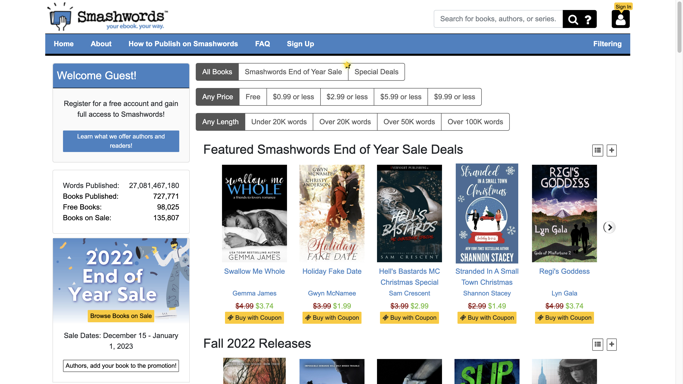 Smashwords™
your ebook. your way.
Search for books, authors, or series.
?
Sign In
Home
About
How to Publish on Smashwords
FAQ
Sign Up
Filtering
Welcome Guest!
Register for a free account and gain
full access to Smashwords!
Learn what we offer authors and
readers!
Words Published: 27,081,467,180
Books Published: 727,771
Free Books: 98,025
Books on Sale: 135,807
2022
End of
Year Sale
Browse Books on Sale
Sale Dates: December 15 - January
1, 2023
Authors, add your book to the promotion!
All Books
Smashwords End of Year Sale
Special Deals
Any Price
Free
$0.99 or less
$2.99 or less
$5.99 or less
$9.99 or less
Any Length
Under 20K words
Over 20K words
Over 50K words
Over 100K words
Featured Smashwords End of Year Sale Deals
swallow me
WHOLE
GEMMA JAMES
Swallow Me Whole
Gemma James
$4.99 $3.74
Buy with Coupon
GWYN
McNAMEE
CHRISTY
ANDERSON
Holiday
FAKE DATE
Holiday Fake Date
Gwyn McNamee
$3.99 $1.99
Buy with Coupon
HELL'S
BASTARDS
SAM CRESCENT
Hell's Bastards MC
Christmas Special
Sam Crescent
$3.99 $2.99
Buy with Coupon
Stranded
IN A SMALL TOWN
Christmas
SHANNON STACEY
Stranded In A Small
Town Christmas
Shannon Stacey
$2.99 $1.49
Buy with Coupon
REGI'S
GODDESS
Lyn Gala
Regi's Goddess
Lyn Gala
$4.99 $3.74
Buy with Coupon
Fall 2022 Releases
SLIP